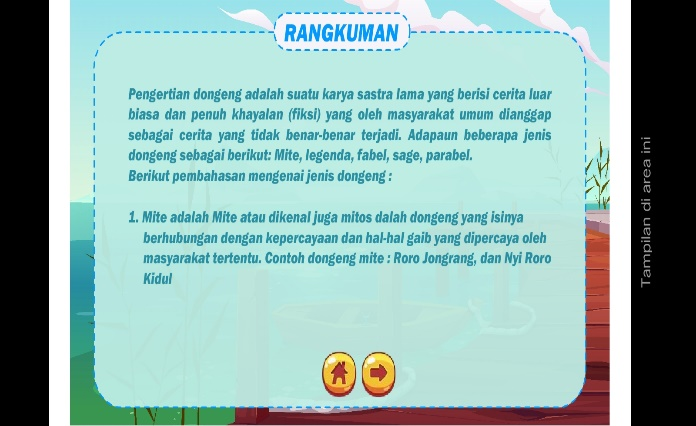 RANGKUMAN
Pengertian dongeng adalah suatu karya sastra lama yang berisi cerita luar
biasa dan penuh khayalan (fiksi) yang oleh masyarakat umum dianggap
sebagai cerita yang tidak benar-benar terjadi. Adapaun beberapa jenis
dongeng sebagai berikut: Mite, legenda, fabel, sage, parabel.
Berikut pembahasan mengenai jenis dongeng :
1. Mite adalah Mite atau dikenal juga mitos dalah dongeng yang isinya
berhubungan dengan kepercayaan dan hal-hal gaib yang dipercaya oleh
masyarakat tertentu. Contoh dongeng mite : Roro Jongrang, dan Nyi Roro
Kidul
Tampilan di area ini